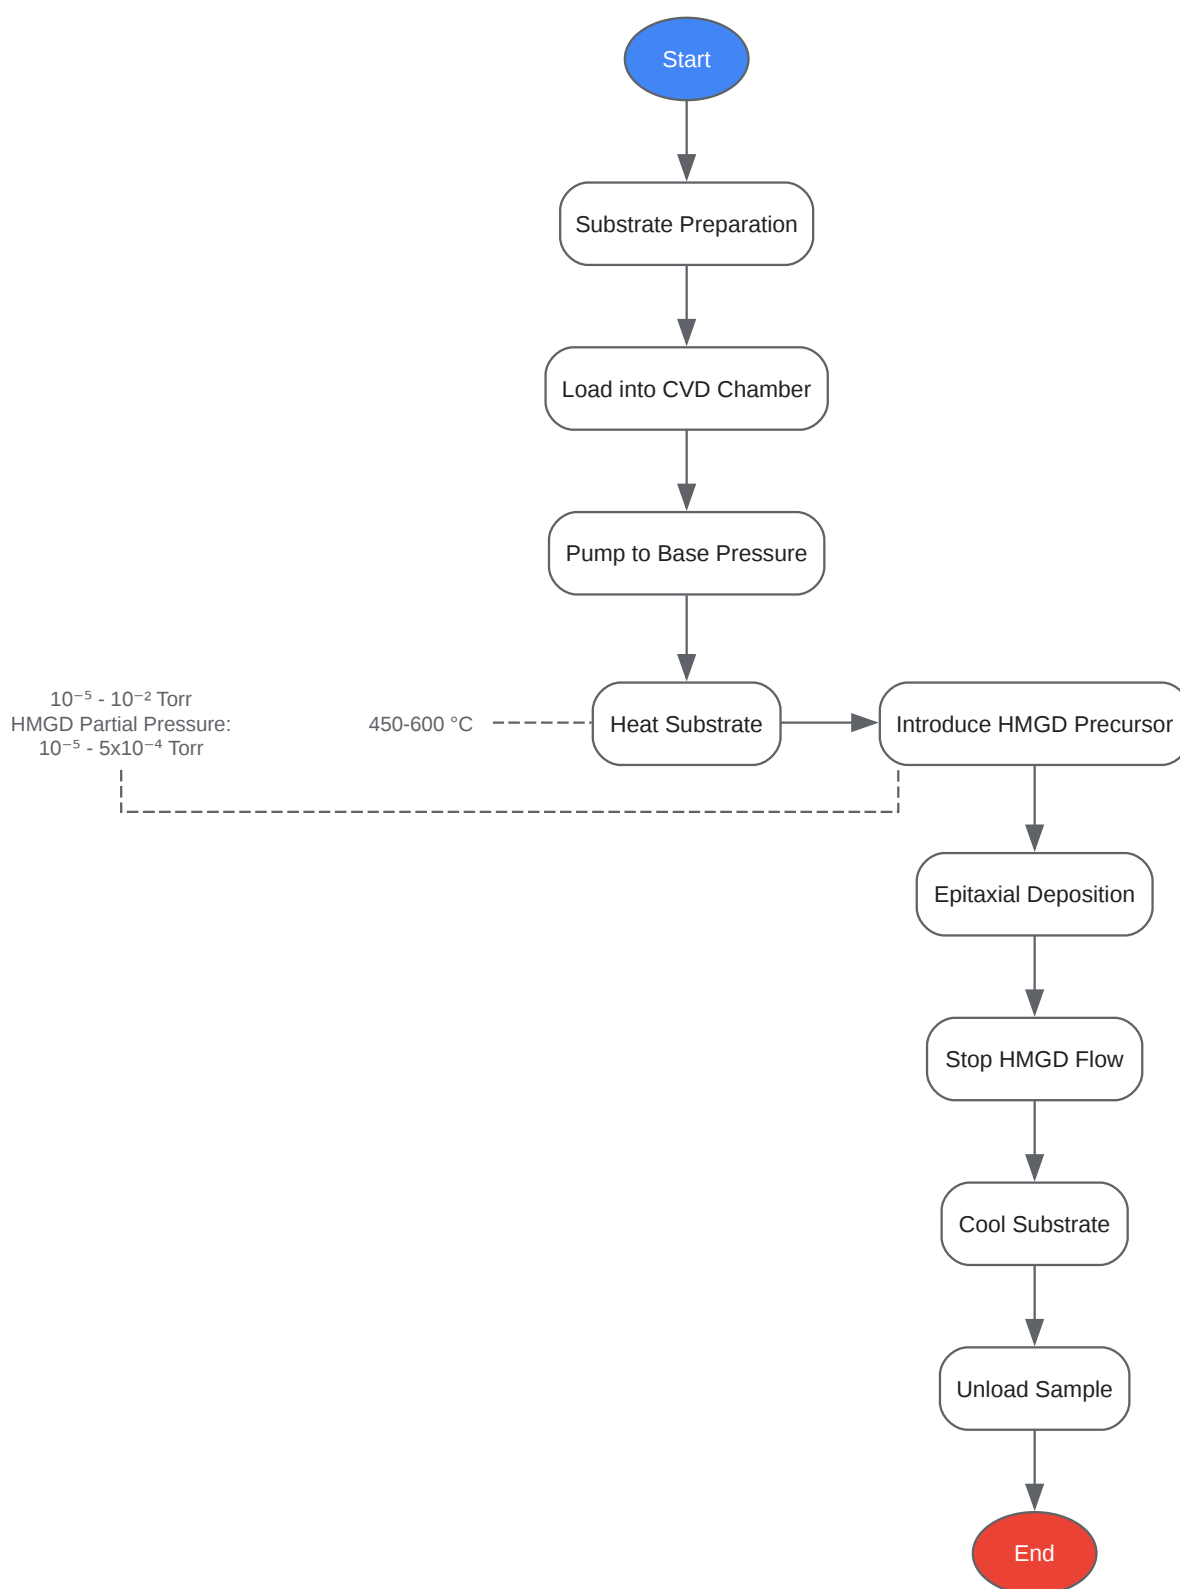 Start
Substrate Preparation
Load into CVD Chamber
Pump to Base Pressure
10⁻⁵ - 10⁻² Torr
HMGD Partial Pressure:
10⁻⁵ - 5x10⁻⁴ Torr
450-600 °C
Heat Substrate
Introduce HMGD Precursor
Epitaxial Deposition
Stop HMGD Flow
Cool Substrate
Unload Sample
End